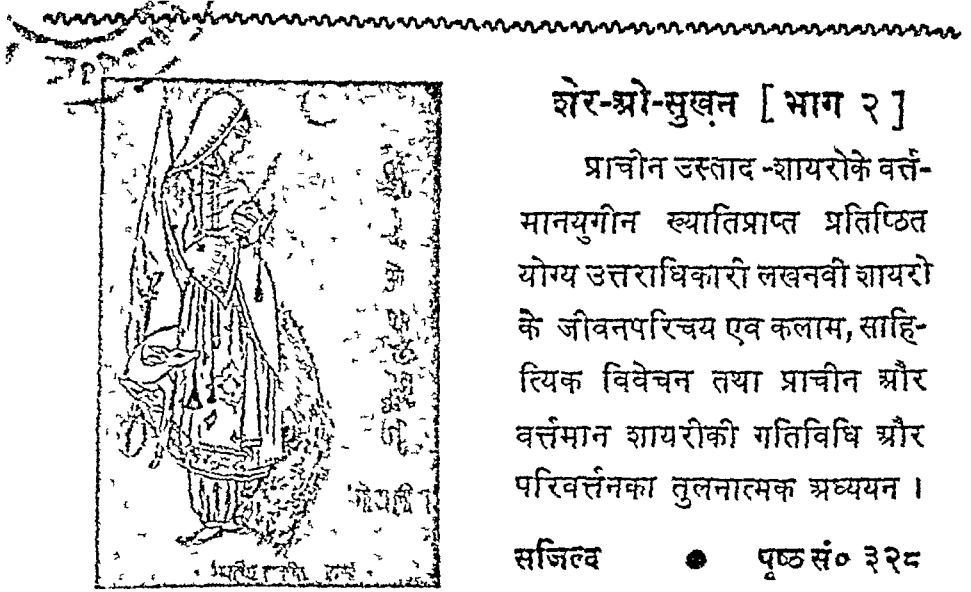 शेर-ओ-सुखन [ भाग २ ]
प्राचीन उस्ताद -शायरोके वर्त्त-
मानयुगीन ख्यातिप्राप्त प्रतिष्ठित
योग्य उत्तराधिकारी लखनवी शायरो
के जीवनपरिचय एव कलाम, साहि-
त्यिक विवेचन तथा प्राचीन और
वर्त्तमान शायरीकी गतिविधि और
परिवर्त्तनका तुलनात्मक अध्ययन ।
सजिल्द ● पृष्ठ सं० ३२८